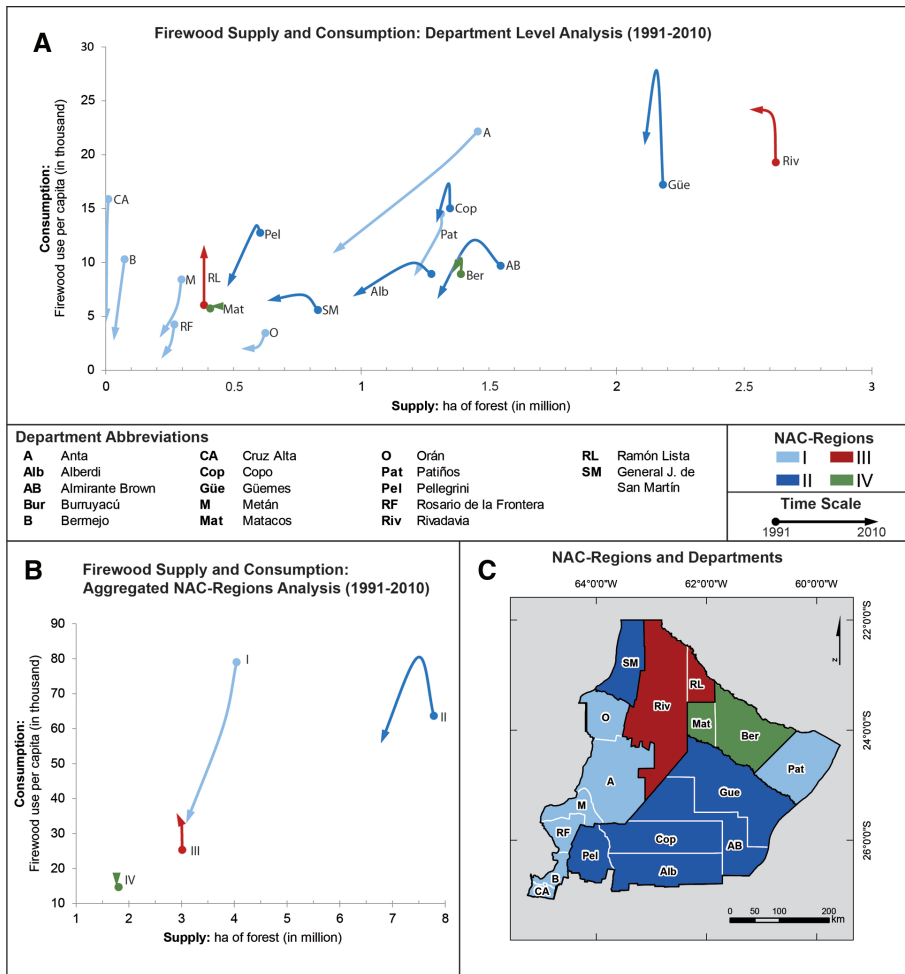 A
Firewood Supply and Consumption: Department Level Analysis (1991-2010)
Consumption:
Firewood use per capita (in thousand)
30
25
20
15
10
5
0
CA
B
M
RF
RL
Mat
Pel
O
SM
Alb
A
Cop
Pat
Ber
AB
Güe
Riv
0
0.5
1
1.5
2
2.5
3
Supply: ha of forest (in million)
Department Abbreviations
A Anta
Alb Alberdi
AB Almirante Brown
Bur Burruyacú
B Bermejo
CA Cruz Alta
Cop Copo
Güe Güemes
M Metán
Mat Matacos
O Orán
Pat Patiños
Pel Pellegrini
RF Rosario de la Frontera
Riv Rivadavia
RL Ramón Lista
SM General J. de
San Martín
NAC-Regions
I
III
II
IV
Time Scale
1991
2010
B
Firewood Supply and Consumption:
Aggregated NAC-Regions Analysis (1991-2010)
Consumption:
Firewood use per capita (in thousand)
90
80
70
60
50
40
30
20
10
I
II
III
IV
1
2
3
4
5
6
7
8
Supply: ha of forest (in million)
C
NAC-Regions and Departments
64°0'0"W
62°0'0"W
60°0'0"W
22°0'0"S
24°0'0"S
26°0'0"S
z
SM
RL
Riv
O
Mat
Ber
Pat
A
Gue
M
RF
Cop
AB
Pel
Alb
B
CA
0 50 100 200
km